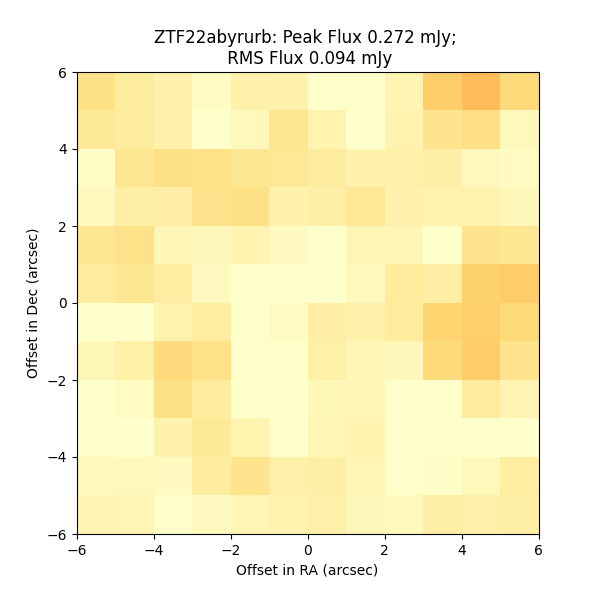 ZTF22abyrurb: Peak Flux 0.272 mJy;
RMS Flux 0.094 mJy
6
4
2
0
−2
−4
−6
Offset in Dec (arcsec)
−6 −4 −2 0 2 4 6
Offset in RA (arcsec)